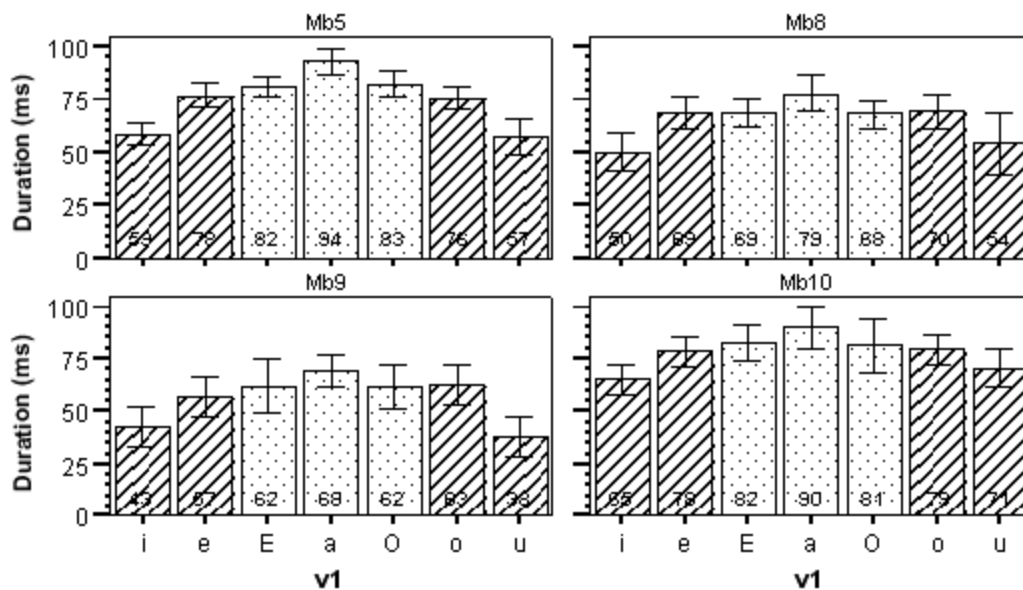 Mb5
Mb8
Duration (ms)
100
75
50
25
0
59 78 82 94 83 76 57
50 69 69 79 68 70 54
Mb9
Mb10
Duration (ms)
100
75
50
25
0
43 57 62 69 62 63 38
65 78 82 90 81 79 71
i e E a O o u
i e E a O o u
v1
v1